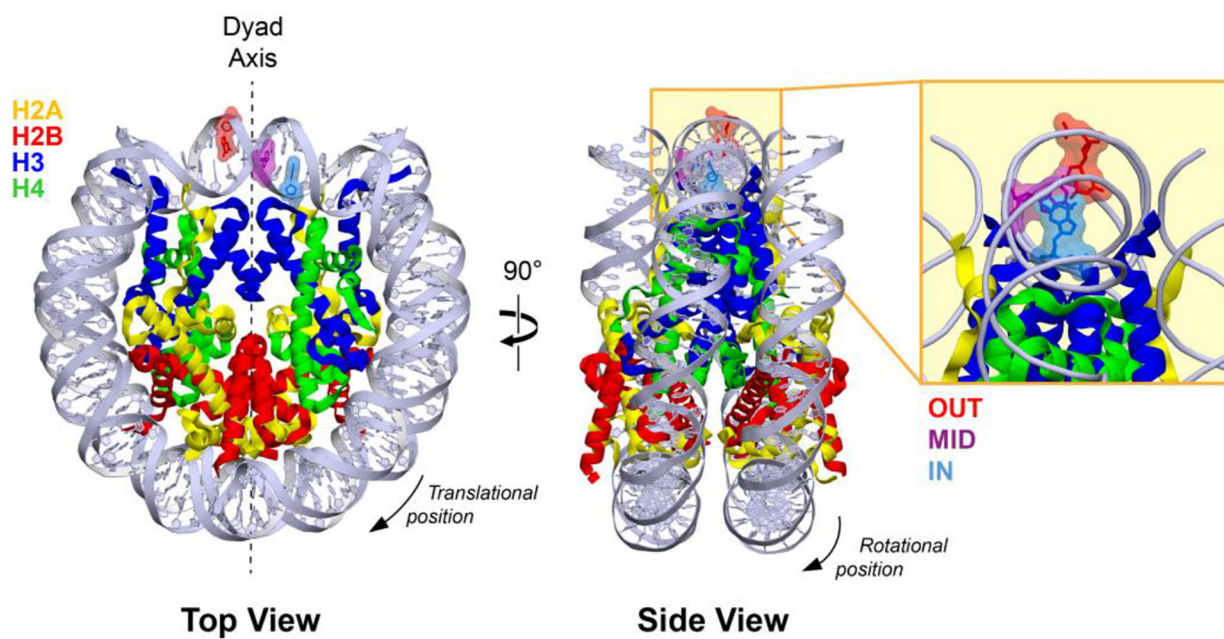 Dyad
Axis
H2A
H2B
H3
H4
90°
Translational
position
Rotational
position
OUT
MID
IN
Top View
Side View